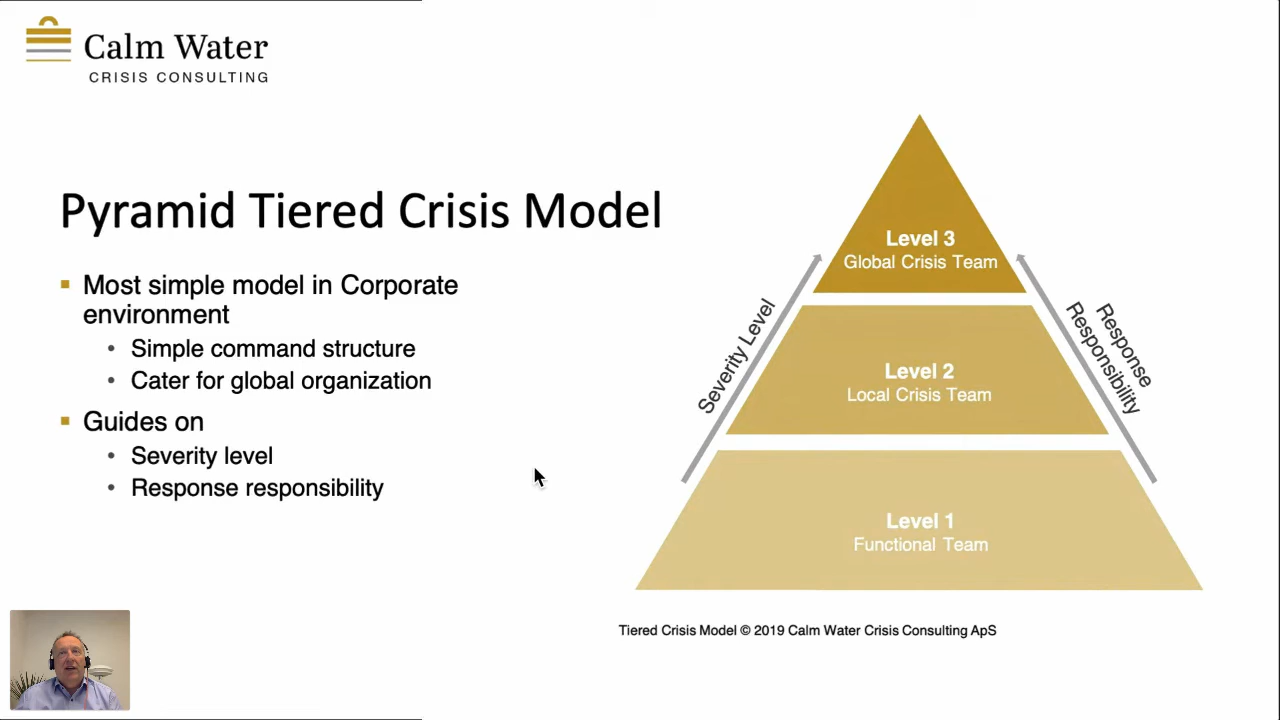 Calm Water
CRISIS CONSULTING
Pyramid Tiered Crisis Model
Most simple model in Corporate
environment
Simple command structure
Cater for global organization
Guides on
Severity level
Response responsibility
Level 3
Global Crisis Team
Severity Level
Response
Responsibility
Level 2
Local Crisis Team
Level 1
Functional Team
Tiered Crisis Model © 2019 Calm Water Crisis Consulting ApS